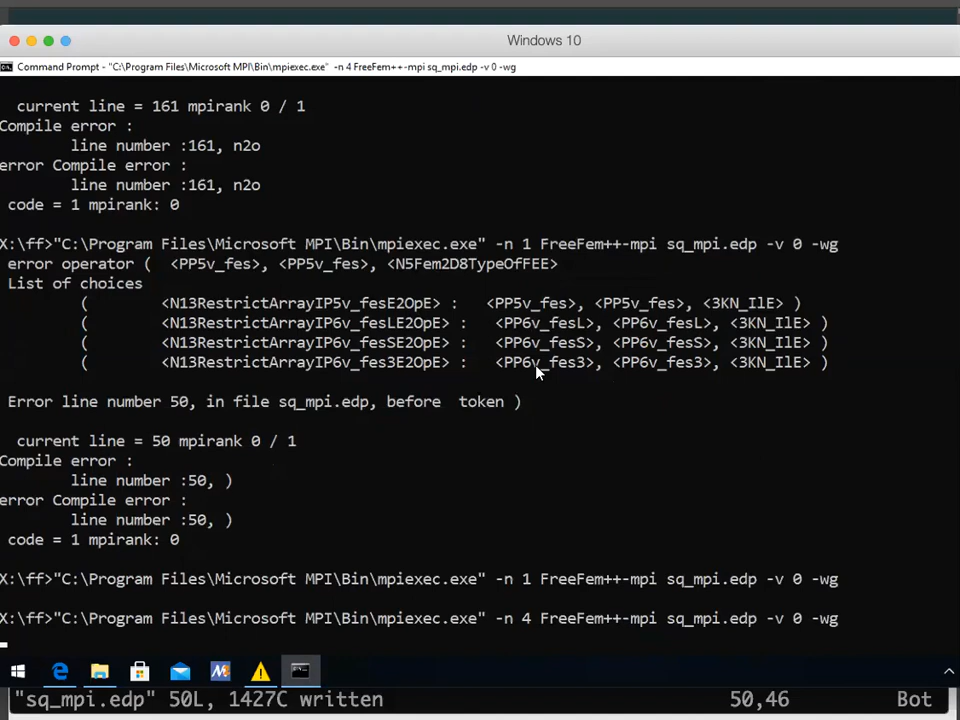 Windows 10
Command Prompt - "C:\Program Files\Microsoft MPI\Bin\mpiexec.exe" -n 4 FreeFem++-mpi sq_mpi.edp -v 0 -wg
current line = 161 mpirank 0 / 1
Compile error :
line number :161, n2o
error Compile error :
line number :161, n2o
code = 1 mpirank: 0
X:\ff>"C:\Program Files\Microsoft MPI\Bin\mpiexec.exe" -n 1 FreeFem++-mpi sq_mpi.edp -v 0 -wg
error operator ( <PP5v_fes>, <PP5v_fes>, <N5Fem2D8TypeOfFEE>
List of choices
( <N13RestrictArrayIP5v_fesE2OpE> : <PP5v_fes>, <PP5v_fes>, <3KN_IlE> )
( <N13RestrictArrayIP6v_fesLE2OpE> : <PP6v_fesL>, <PP6v_fesL>, <3KN_IlE> )
( <N13RestrictArrayIP6v_fesSE2OpE> : <PP6v_fesS>, <PP6v_fesS>, <3KN_IlE> )
( <N13RestrictArrayIP6v_fes3E2OpE> : <PP6v_fes3>, <PP6v_fes3>, <3KN_IlE> )
Error line number 50, in file sq_mpi.edp, before token )
current line = 50 mpirank 0 / 1
Compile error :
line number :50, )
error Compile error :
line number :50, )
code = 1 mpirank: 0
X:\ff>"C:\Program Files\Microsoft MPI\Bin\mpiexec.exe" -n 1 FreeFem++-mpi sq_mpi.edp -v 0 -wg
X:\ff>"C:\Program Files\Microsoft MPI\Bin\mpiexec.exe" -n 4 FreeFem++-mpi sq_mpi.edp -v 0 -wg
"sq_mpi.edp" 50L, 1427C written 50,46 Bot